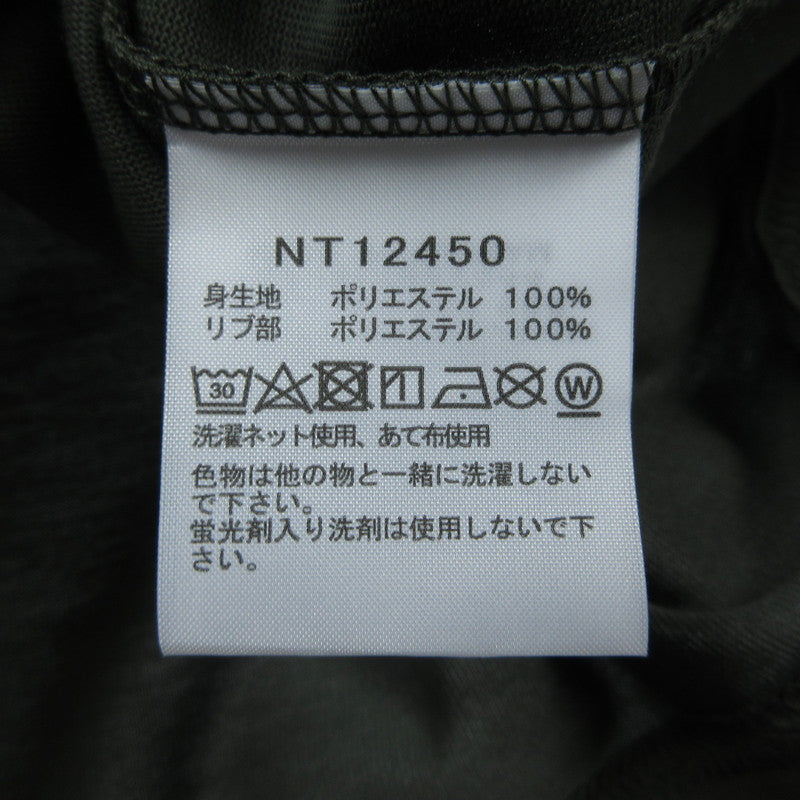 NT12450
身生地 ポリエステル 100%
リブ部 ポリエステル 100%
30 W
洗濯ネット使用、あて布使用
色物は他の物と一緒に洗濯しない
で下さい。
蛍光剤入り洗剤は使用しないで下
さい。